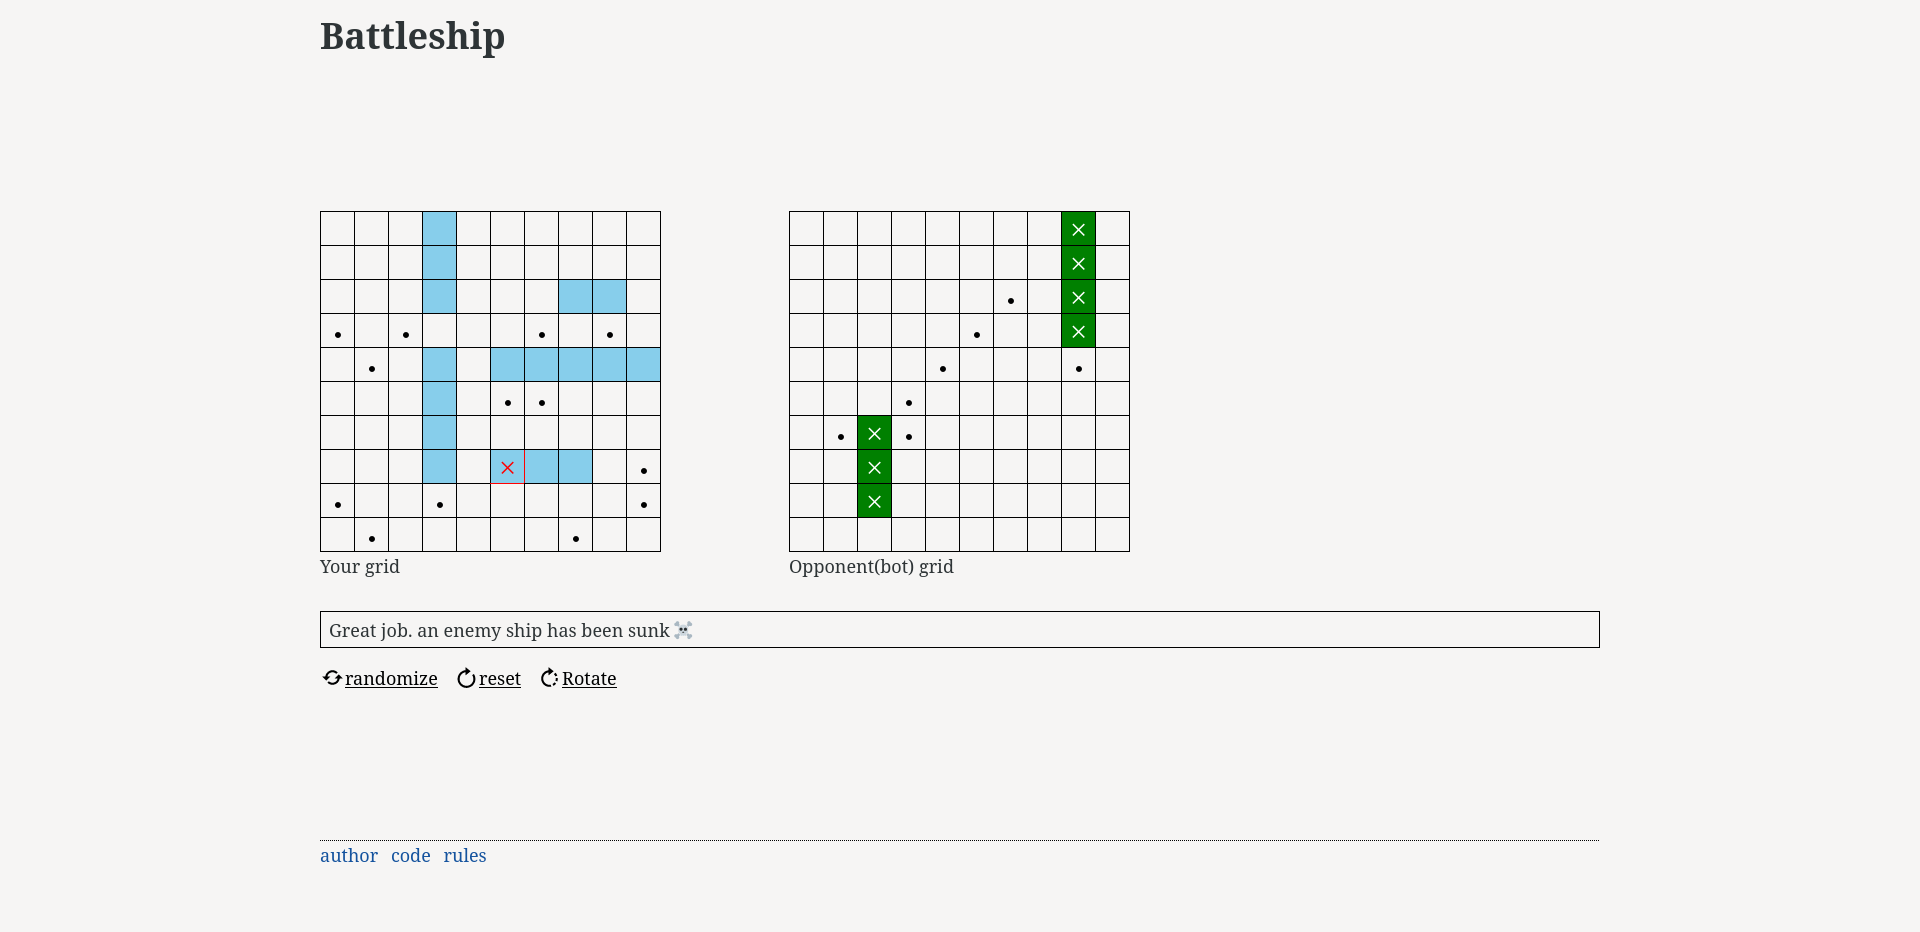 Battleship
Your grid
Opponent(bot) grid
Great job. an enemy ship has been sunk☠️
randomize reset Rotate
author code rules